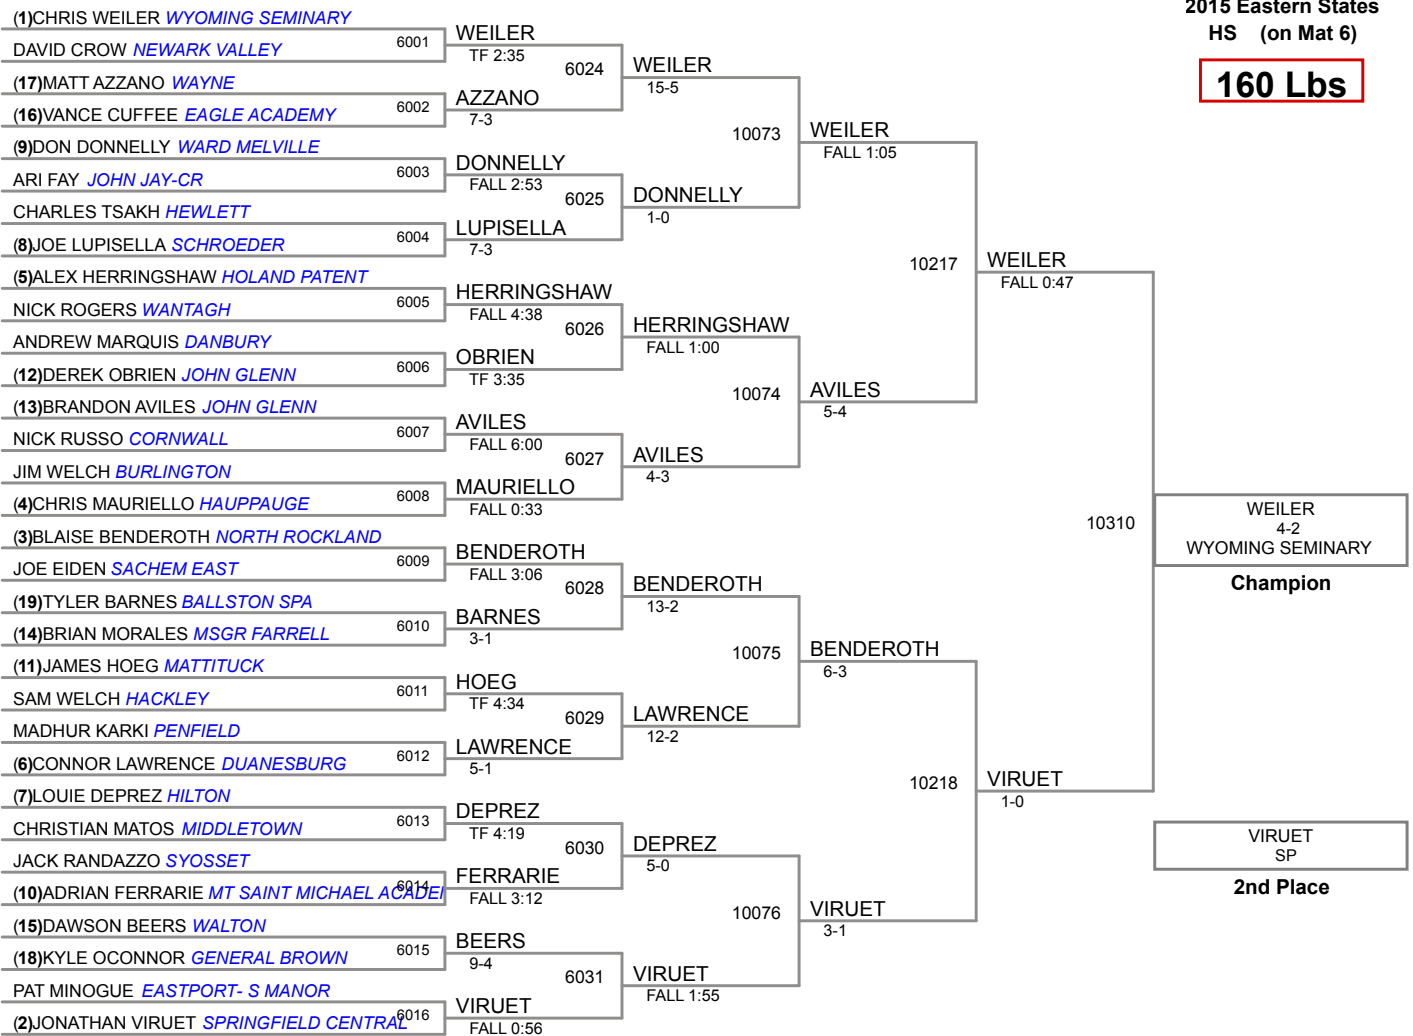 2015 Eastern States
HS (on Mat 6)
160 Lbs
(1)CHRIS WEILER WYOMING SEMINARY
DAVID CROW NEWARK VALLEY
6001
WEILER
TF 2:35
(17)MATT AZZANO WAYNE
(16)VANCE CUFFEE EAGLE ACADEMY
6002
AZZANO
7-3
(9)DON DONNELLY WARD MELVILLE
ARI FAY JOHN JAY-CR
6003
DONNELLY
FALL 2:53
CHARLES TSAKH HEWLETT
(8)JOE LUPISELLA SCHROEDER
6004
LUPISELLA
7-3
(5)ALEX HERRINGSHAW HOLAND PATENT
NICK ROGERS WANTAGH
6005
HERRINGSHAW
FALL 4:38
ANDREW MARQUIS DANBURY
(12)DEREK OBRIEN JOHN GLENN
6006
OBRIEN
TF 3:35
(13)BRANDON AVILES JOHN GLENN
NICK RUSSO CORNWALL
6007
AVILES
FALL 6:00
JIM WELCH BURLINGTON
(4)CHRIS MAURIELLO HAUPPAUGE
6008
MAURIELLO
FALL 0:33
(3)BLAISE BENDEROTH NORTH ROCKLAND
JOE EIDEN SACHEM EAST
6009
BENDEROTH
FALL 3:06
(19)TYLER BARNES BALLSTON SPA
(14)BRIAN MORALES MSGR FARRELL
6010
BARNES
3-1
(11)JAMES HOEG MATTITUCK
SAM WELCH HACKLEY
6011
HOEG
TF 4:34
MADHUR KARKI PENFIELD
(6)CONNOR LAWRENCE DUANESBURG
6012
LAWRENCE
5-1
(7)LOUIE DEPREZ HILTON
CHRISTIAN MATOS MIDDLETOWN
6013
DEPREZ
TF 4:19
JACK RANDAZZO SYOSSET
(10)ADRIAN FERRARIE MT SAINT MICHAEL ACADEI
6014
FERRARIE
FALL 3:12
(15)DAWSON BEERS WALTON
(18)KYLE OCONNOR GENERAL BROWN
6015
BEERS
9-4
PAT MINOGUE EASTPORT- S MANOR
(2)JONATHAN VIRUET SPRINGFIELD CENTRAL
6016
VIRUET
FALL 0:56
6024
WEILER
15-5
6025
DONNELLY
1-0
6026
HERRINGSHAW
FALL 1:00
6027
AVILES
4-3
6028
BENDEROTH
13-2
6029
LAWRENCE
12-2
6030
DEPREZ
5-0
6031
VIRUET
FALL 1:55
10073
WEILER
FALL 1:05
10074
AVILES
5-4
10075
BENDEROTH
6-3
10076
VIRUET
3-1
10217
WEILER
FALL 0:47
10218
VIRUET
1-0
10310
WEILER
4-2
WYOMING SEMINARY
Champion
VIRUET
SP
2nd Place